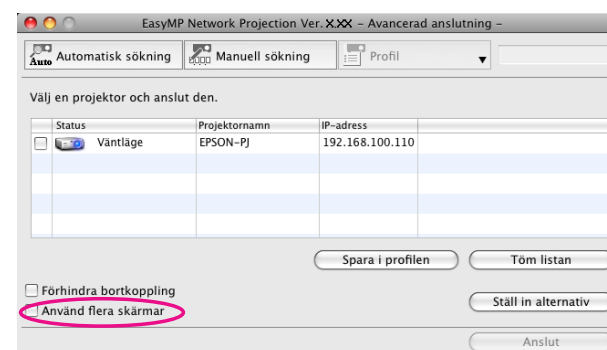 EasyMP Network Projection Ver. X.XX – Avancerad anslutning –
Auto Automatisk sökning Manuell sökning Profil
Välj en projektor och anslut den.
Status Projektornamn IP-adress
Väntläge EPSON-PJ 192.168.100.110
Spara i profilen Töm listan
Förhindra bortkoppling
Ställ in alternativ
Använd flera skärmar
Anslut